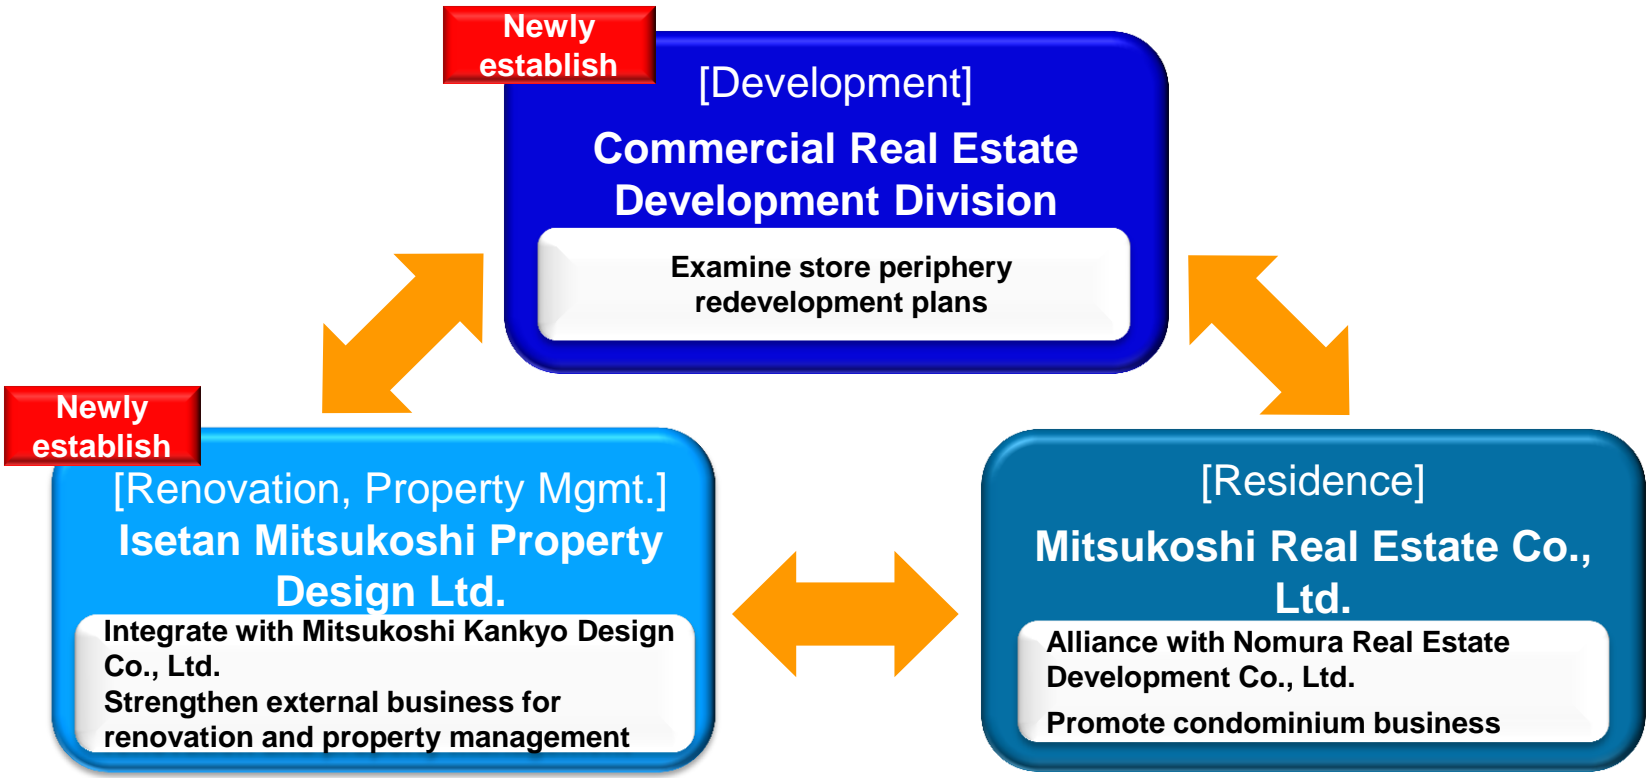 Newly
establish
[Development]
Commercial Real Estate
Development Division
Examine store periphery
redevelopment plans
Newly
establish
[Renovation, Property Mgmt.]
Isetan Mitsukoshi Property
Design Ltd.
Integrate with Mitsukoshi Kankyo Design
Co., Ltd.
Strengthen external business for
renovation and property management
[Residence]
Mitsukoshi Real Estate Co.,
Ltd.
Alliance with Nomura Real Estate
Development Co., Ltd.
Promote condominium business